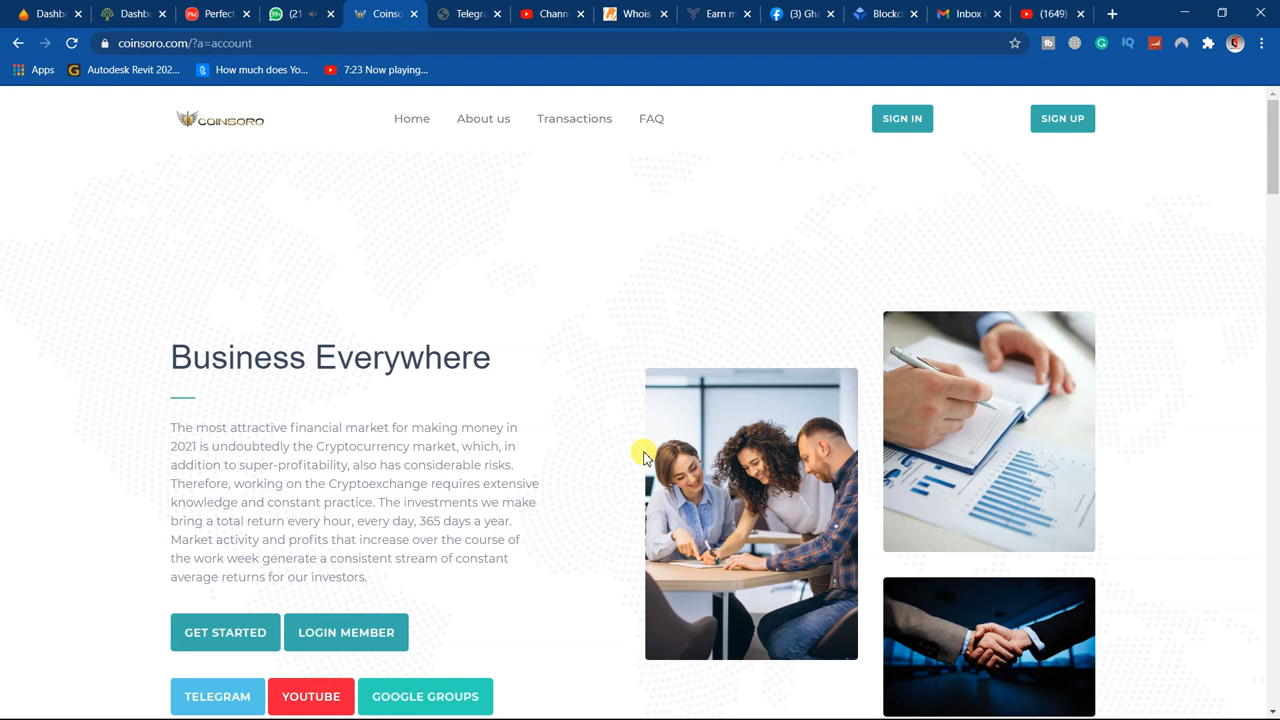 Dashb
Dashb
Perfect
(21
Coinso
Telegra
Chann
Whois
Earn m
(3) Gha
Blockc
Inbox (
(1649)
coinsoro.com/?a=account
Apps
Autodesk Revit 202...
How much does Yo...
7:23 Now playing...
COINSORO
Home
About us
Transactions
FAQ
SIGN IN
SIGN UP
Business Everywhere
The most attractive financial market for making money in
2021 is undoubtedly the Cryptocurrency market, which, in
addition to super-profitability, also has considerable risks.
Therefore, working on the Cryptoexchange requires extensive
knowledge and constant practice. The investments we make
bring a total return every hour, every day, 365 days a year.
Market activity and profits that increase over the course of
the work week generate a consistent stream of constant
average returns for our investors.
GET STARTED
LOGIN MEMBER
TELEGRAM
YOUTUBE
GOOGLE GROUPS